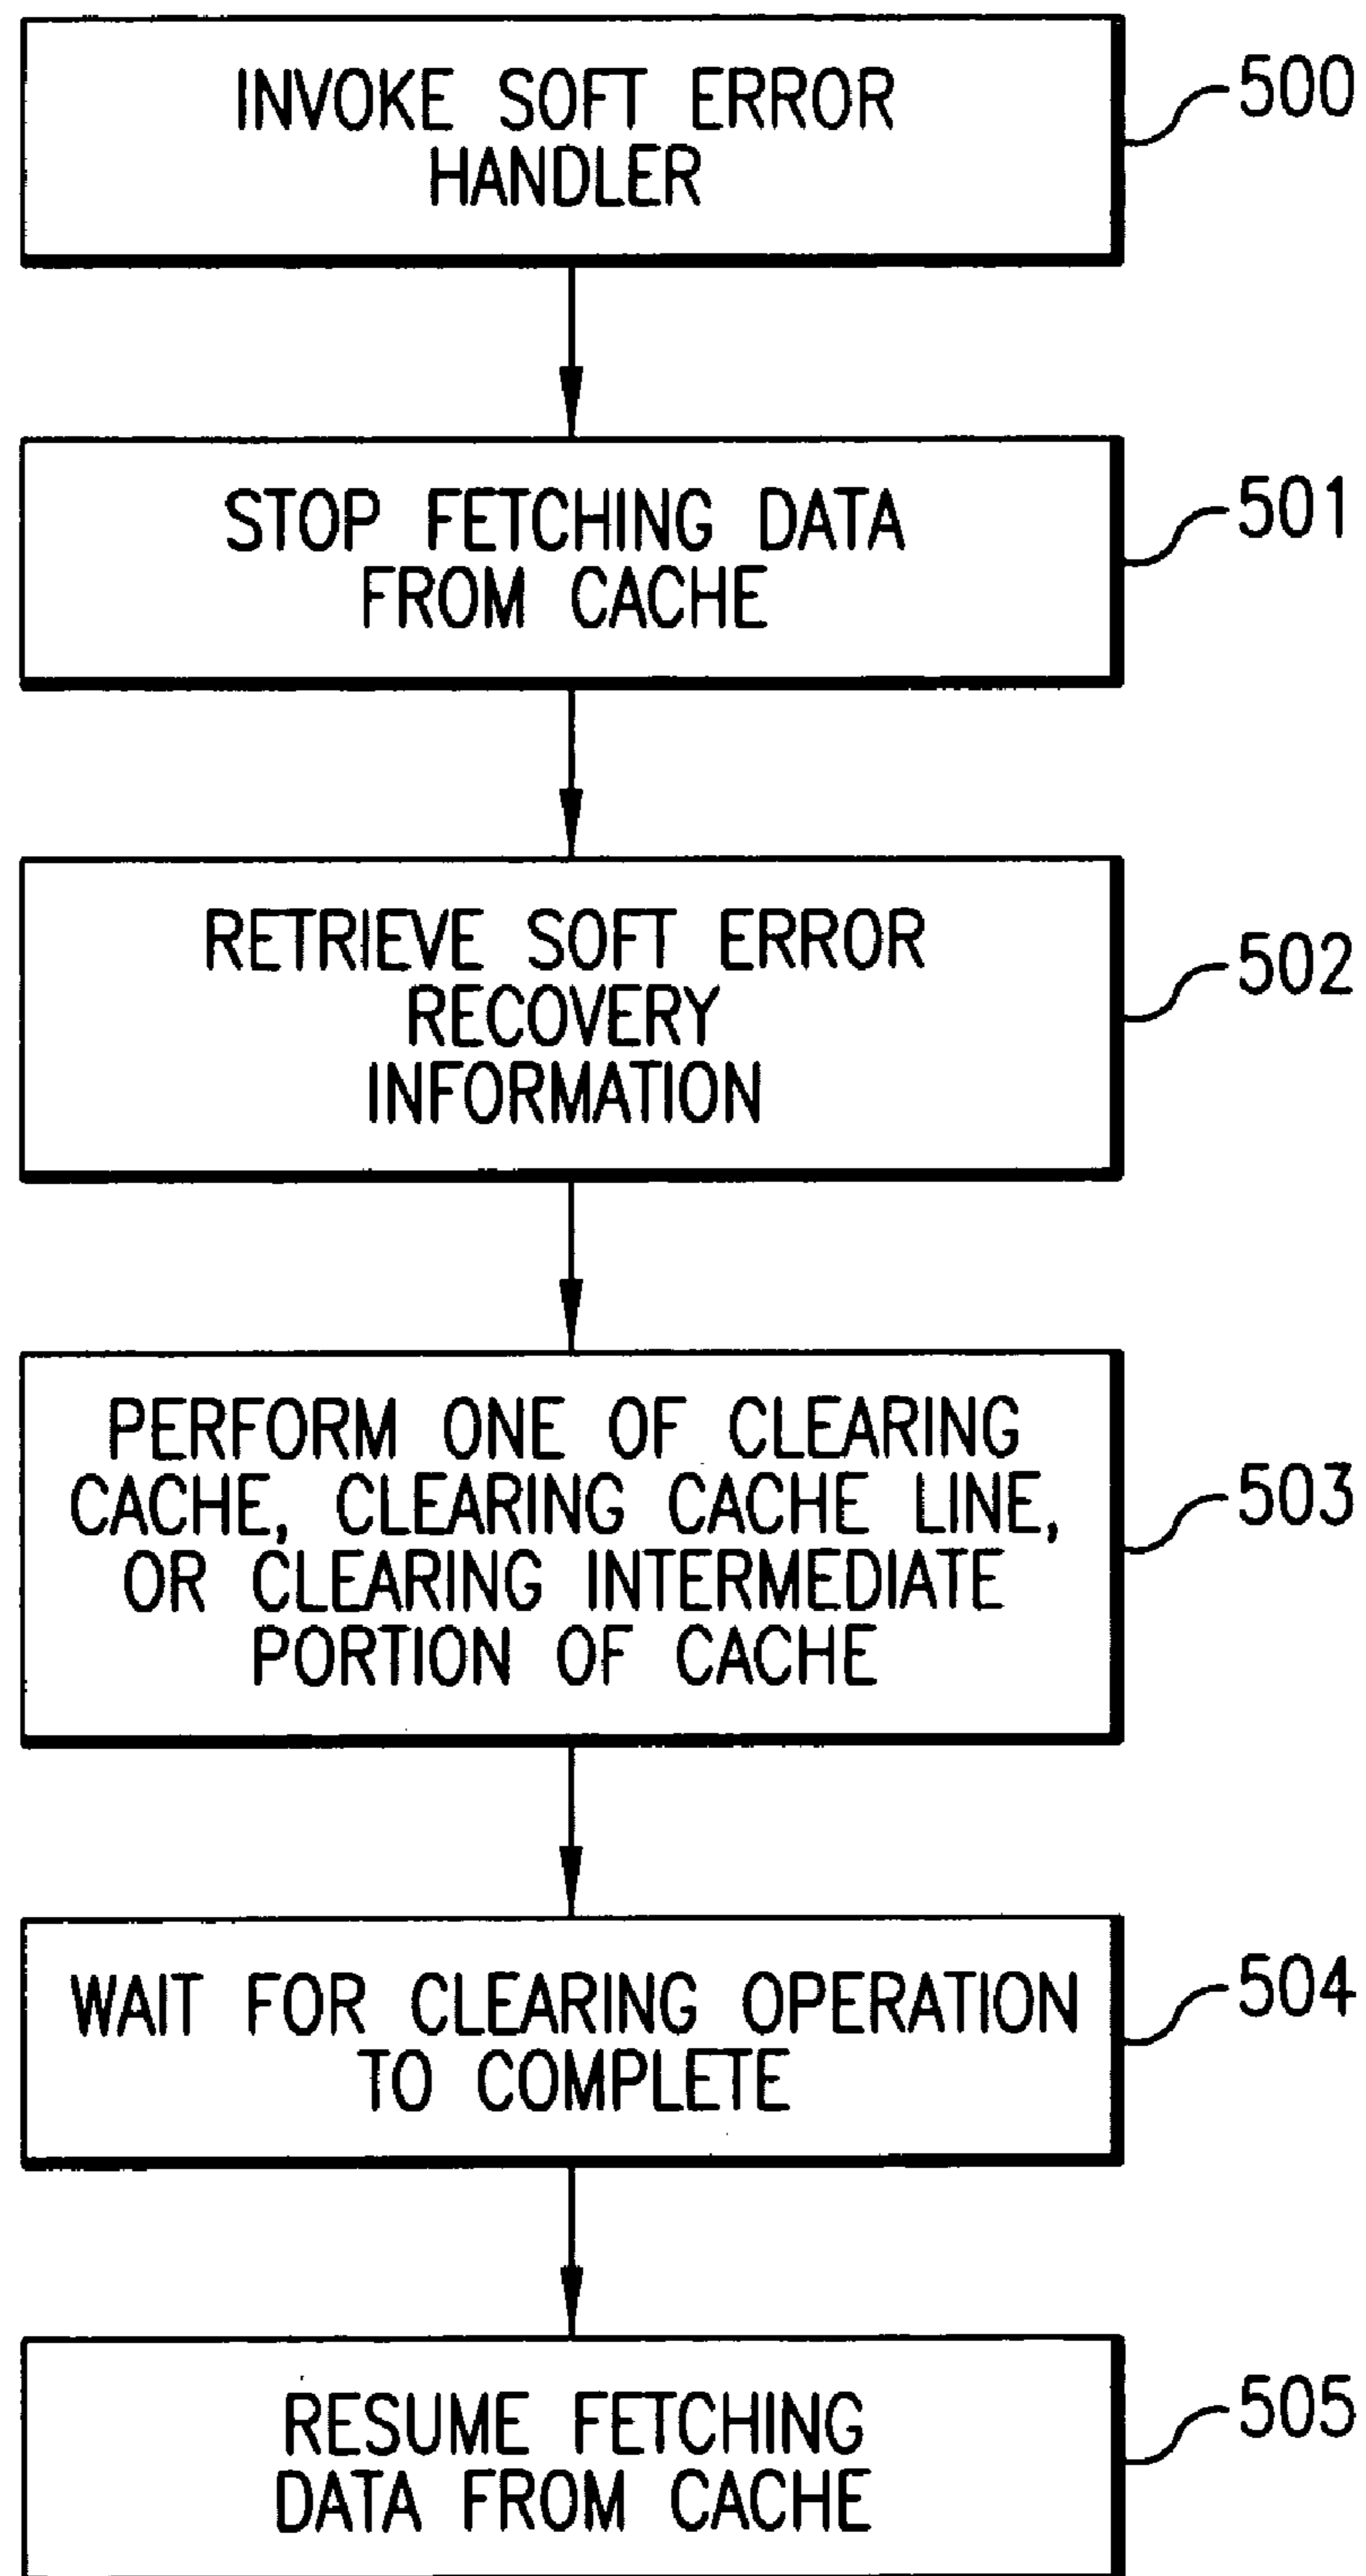 INVOKE SOFT ERROR
HANDLER
500
STOP FETCHING DATA
FROM CACHE
501
RETRIEVE SOFT ERROR
RECOVERY
INFORMATION
502
PERFORM ONE OF CLEARING
CACHE, CLEARING CACHE LINE,
OR CLEARING INTERMEDIATE
PORTION OF CACHE
503
WAIT FOR CLEARING OPERATION
TO COMPLETE
504
RESUME FETCHING
DATA FROM CACHE
505